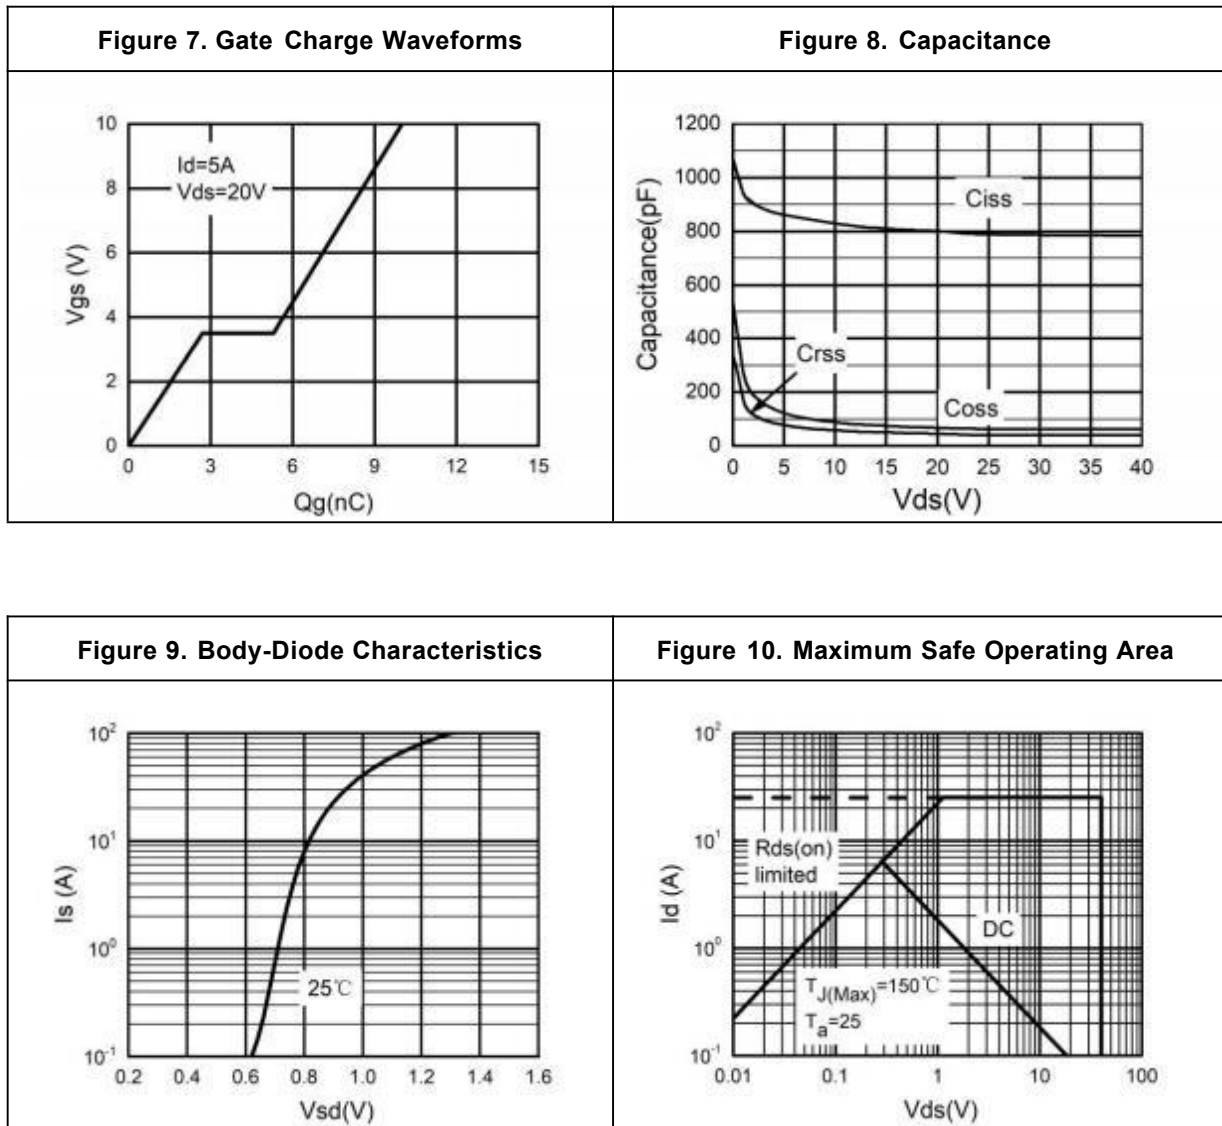 Figure 7. Gate Charge Waveforms
Figure 8. Capacitance
10
8
6
4
2
0
Vgs (V)
Id=5A
Vds=20V
0 3 6 9 12 15
Qg(nC)
1200
1000
800
600
400
200
0
Capacitance(pF)
Ciss
Crss
Coss
0 5 10 15 20 25 30 35 40
Vds(V)
Figure 9. Body-Diode Characteristics
Figure 10. Maximum Safe Operating Area
10²
10¹
10⁰
10⁻¹
Is (A)
25℃
0.2 0.4 0.6 0.8 1.0 1.2 1.4 1.6
Vsd(V)
10²
10¹
10⁰
10⁻¹
Id (A)
Rds(on)
limited
DC
TJ(Max)=150℃
Ta=25
0.01 0.1 1 10 100
Vds(V)